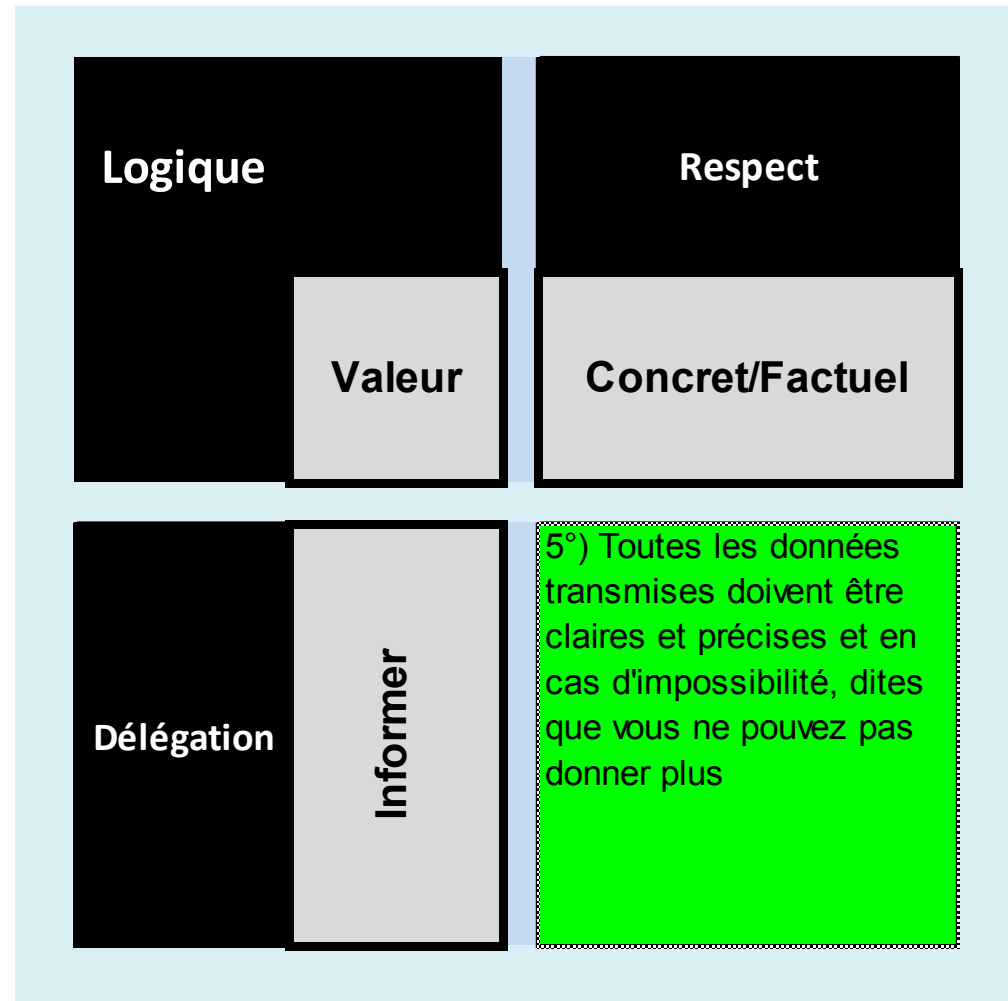 Logique
Respect
Valeur
Concret/Factuel
Délégation
Informer
5°) Toutes les données
transmises doivent être
claires et précises et en
cas d'impossibilité, dites
que vous ne pouvez pas
donner plus